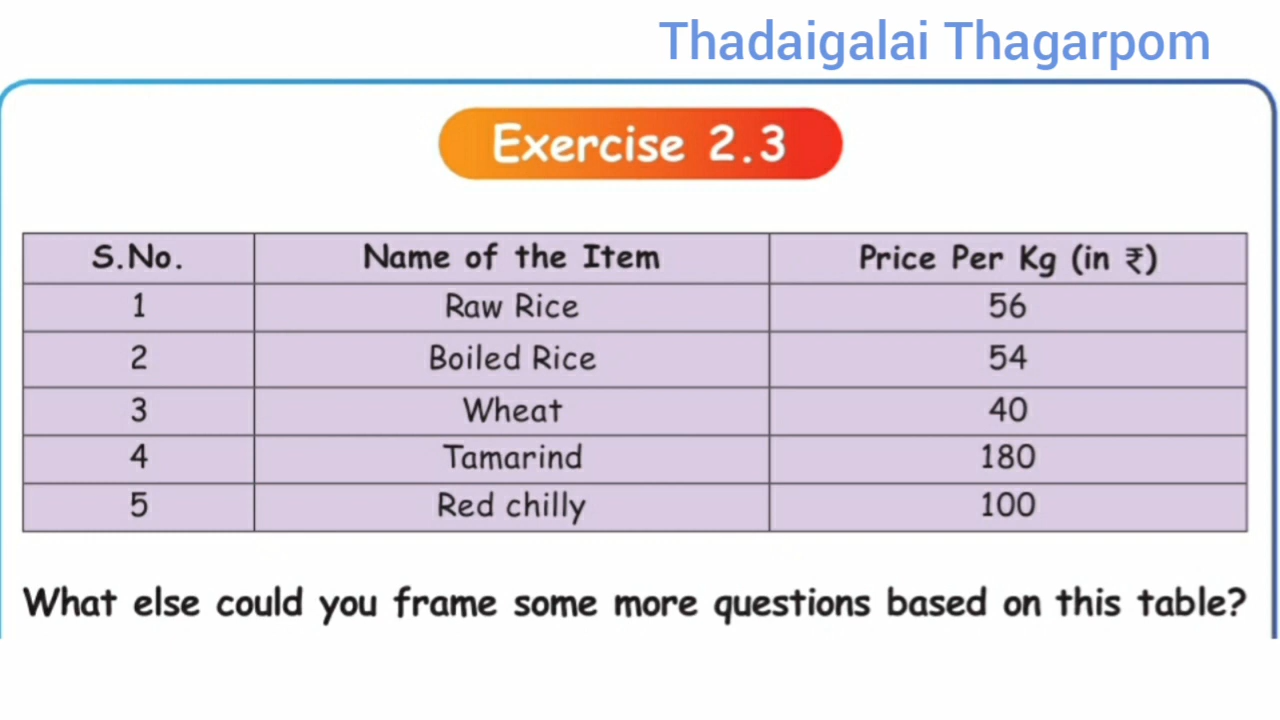 Thadaigalai Thagarpom
Exercise 2.3
S.No. Name of the Item Price Per Kg (in ₹)
1 Raw Rice 56
2 Boiled Rice 54
3 Wheat 40
4 Tamarind 180
5 Red chilly 100
What else could you frame some more questions based on this table?